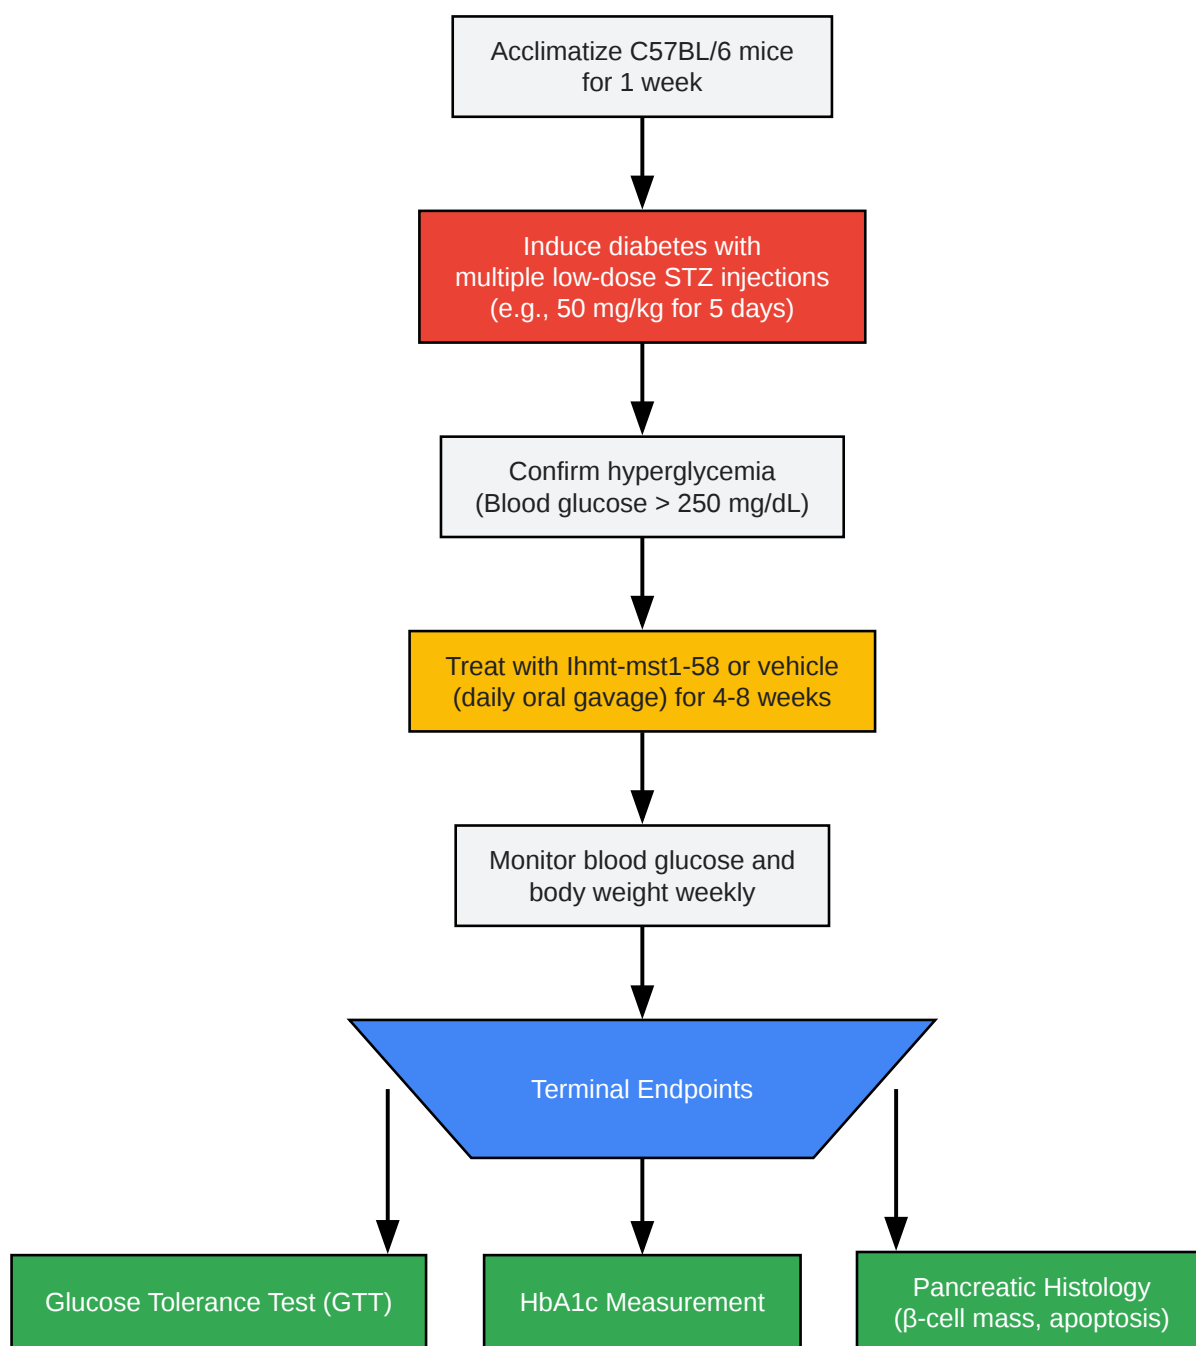 Acclimatize C57BL/6 mice
for 1 week
Induce diabetes with
multiple low-dose STZ injections
(e.g., 50 mg/kg for 5 days)
Confirm hyperglycemia
(Blood glucose > 250 mg/dL)
Treat with Ihmt-mst1-58 or vehicle
(daily oral gavage) for 4-8 weeks
Monitor blood glucose and
body weight weekly
Terminal Endpoints
Glucose Tolerance Test (GTT)
HbA1c Measurement
Pancreatic Histology
(β-cell mass, apoptosis)